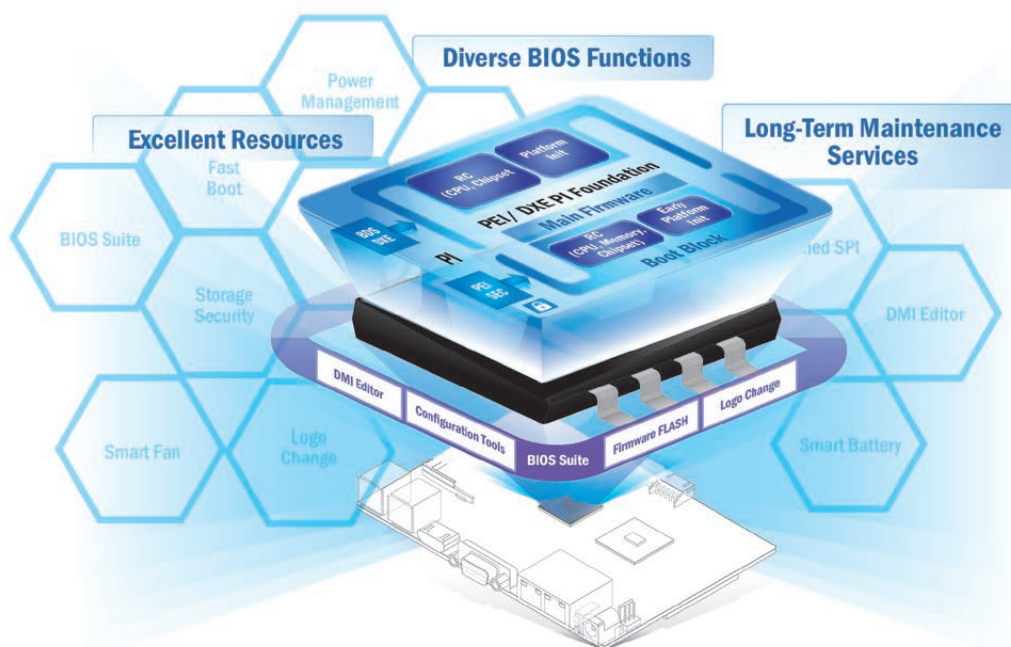 Diverse BIOS Functions
Power
Management
Excellent Resources
Long-Term Maintenance
Services
Fast
Boot
BIOS Suite
Storage
Security
Smart Fan
Logo
Change
SPI
DMI Editor
Smart Battery
RC
(CPU, Chipset
Platform
Init
PEI/ DXE PI Foundation
Main Firmware
BDS
DXE
PI
RC
(CPU, Memory,
Chipset)
Early
Platform
Init
Boot Block
PEI
SEC
DMI Editor
Configuration Tools
BIOS Suite
Firmware FLASH
Logo Change